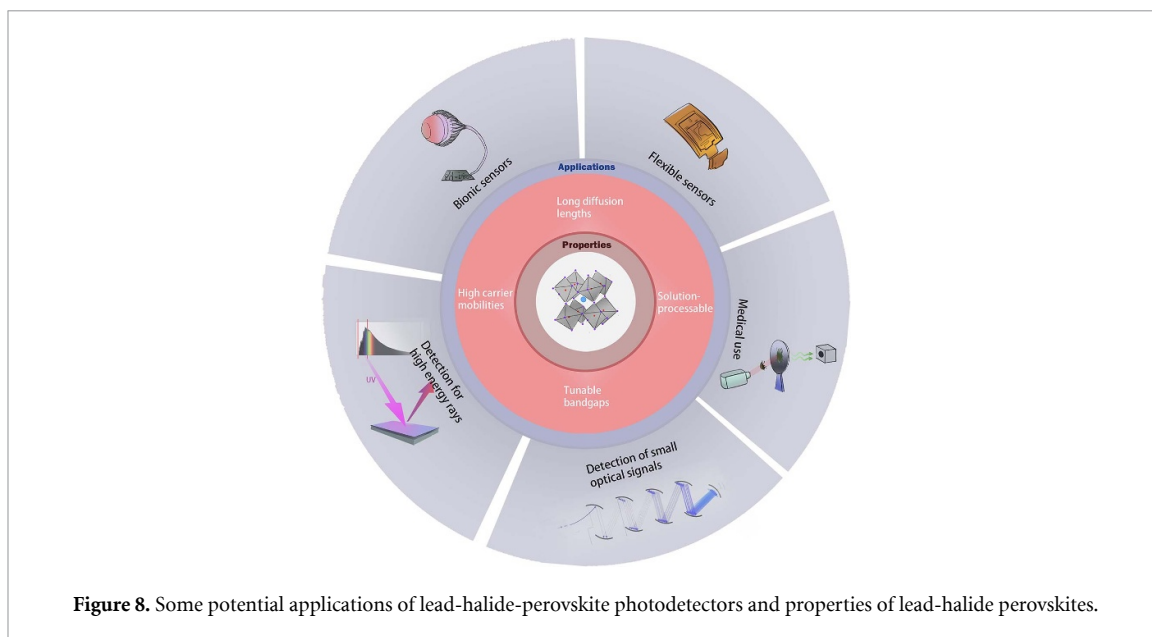 Bionic sensors
Flexible sensors
Applications
Long diffusion
lengths
Properties
High carrier
mobilities
Solution-
processable
Tunable
bandgaps
Medical use
Detection for
high energy rays
UV
Detection of small
optical signals
Figure 8. Some potential applications of lead-halide-perovskite photodetectors and properties of lead-halide perovskites.